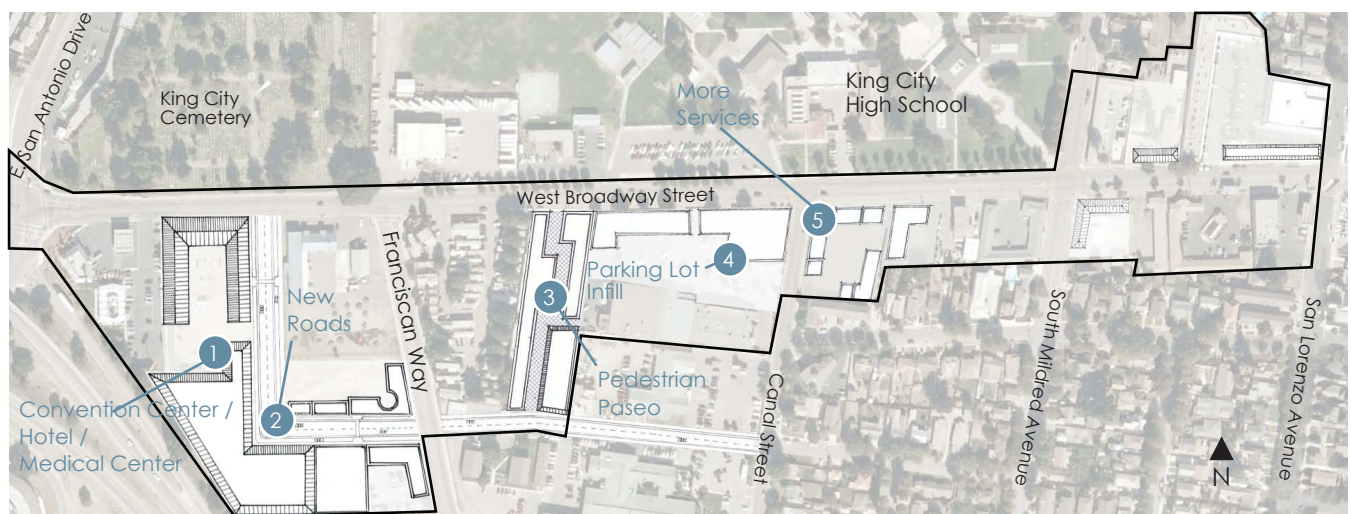 El San Antonio Drive
King City
Cemetery
More
Services
King City
High School
West Broadway Street
5
4
Parking Lot
Infill
Franciscan Way
New
Roads
3
1
Pedestrian
Paseo
Convention Center /
Hotel /
Medical Center
2
Canal Street
South Mildred Avenue
San Lorenzo Avenue
N